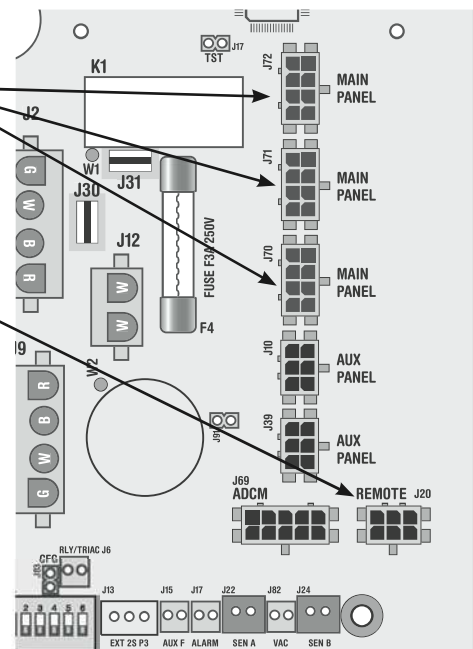 J17
TST
K1
J72
MAIN
PANEL
J2
W1
J31
J71
MAIN
PANEL
G
W
B
R
J30
J12
W
W
FUSE F3A/250V
F4
J70
MAIN
PANEL
J10
AUX
PANEL
J9
W2
R
B
W
G
J91
J39
AUX
PANEL
J69
ADCM
REMOTE J20
RLY/TRIAC J6
CFG
2 3 4 5 6
J13 J15 J17 J22 J82 J24
EXT 2S P3 AUX F ALARM SEN A VAC SEN B